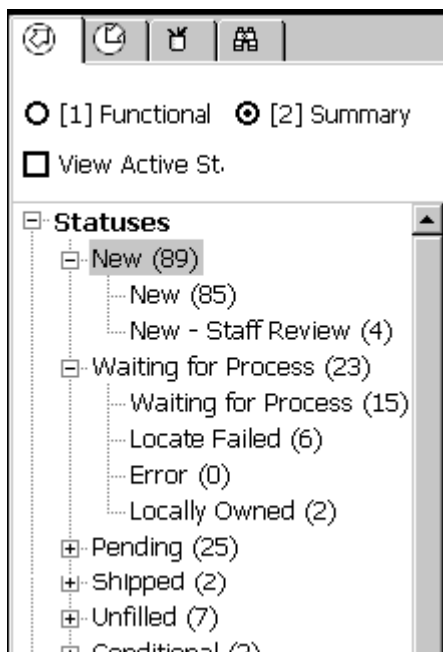 [1] Functional [2] Summary
View Active St.
Statuses
New (89)
New (85)
New - Staff Review (4)
Waiting for Process (23)
Waiting for Process (15)
Locate Failed (6)
Error (0)
Locally Owned (2)
Pending (25)
Shipped (2)
Unfilled (7)
Conditional